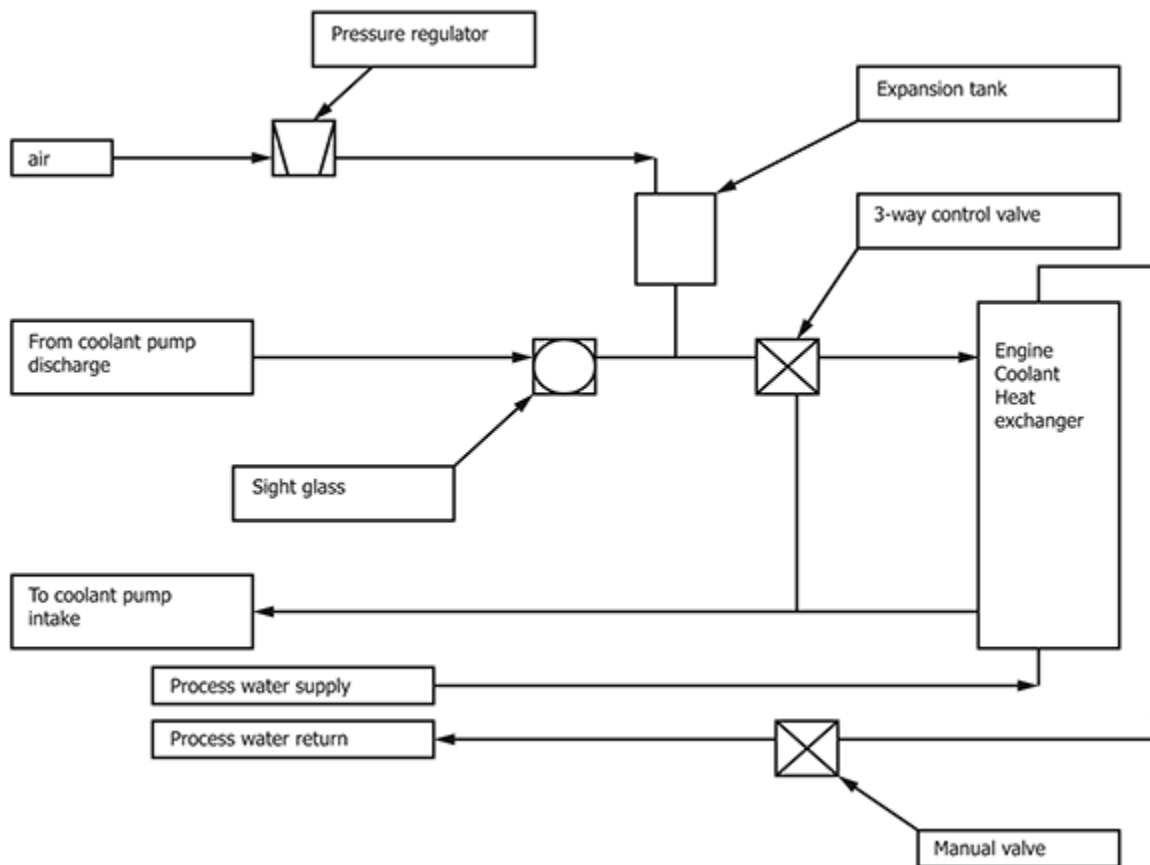 Pressure regulator
Expansion tank
air
3-way control valve
From coolant pump
discharge
Engine
Coolant
Heat
exchanger
Sight glass
To coolant pump
intake
Process water supply
Process water return
Manual valve